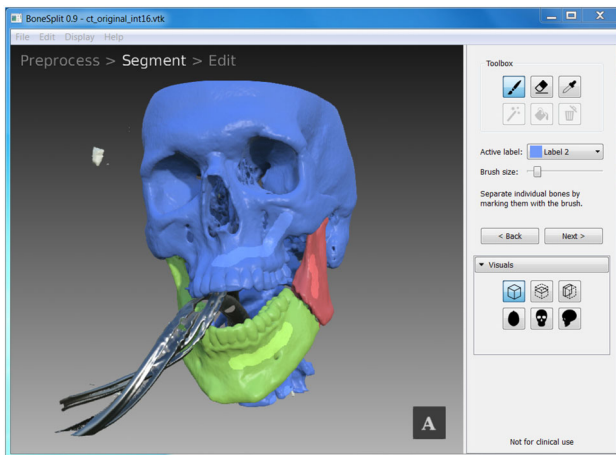 BoneSplit 0.9 - ct_original_int16.vtk
File Edit Display Help
Preprocess > Segment > Edit
Toolbox
Active label: Label 2
Brush size:
Separate individual bones by
marking them with the brush.
< Back Next >
Visuals
A
Not for clinical use